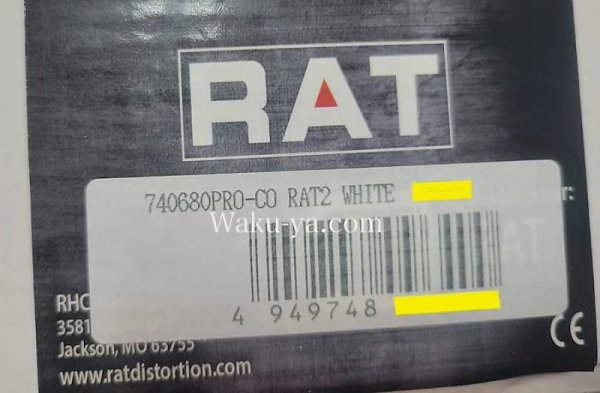 RAT
740680PRO-CO RAT2 WHITE
Waku-ya.com
4 949748
RHC
3581
Jackson, MO 63755
www.ratdistortion.com
CE